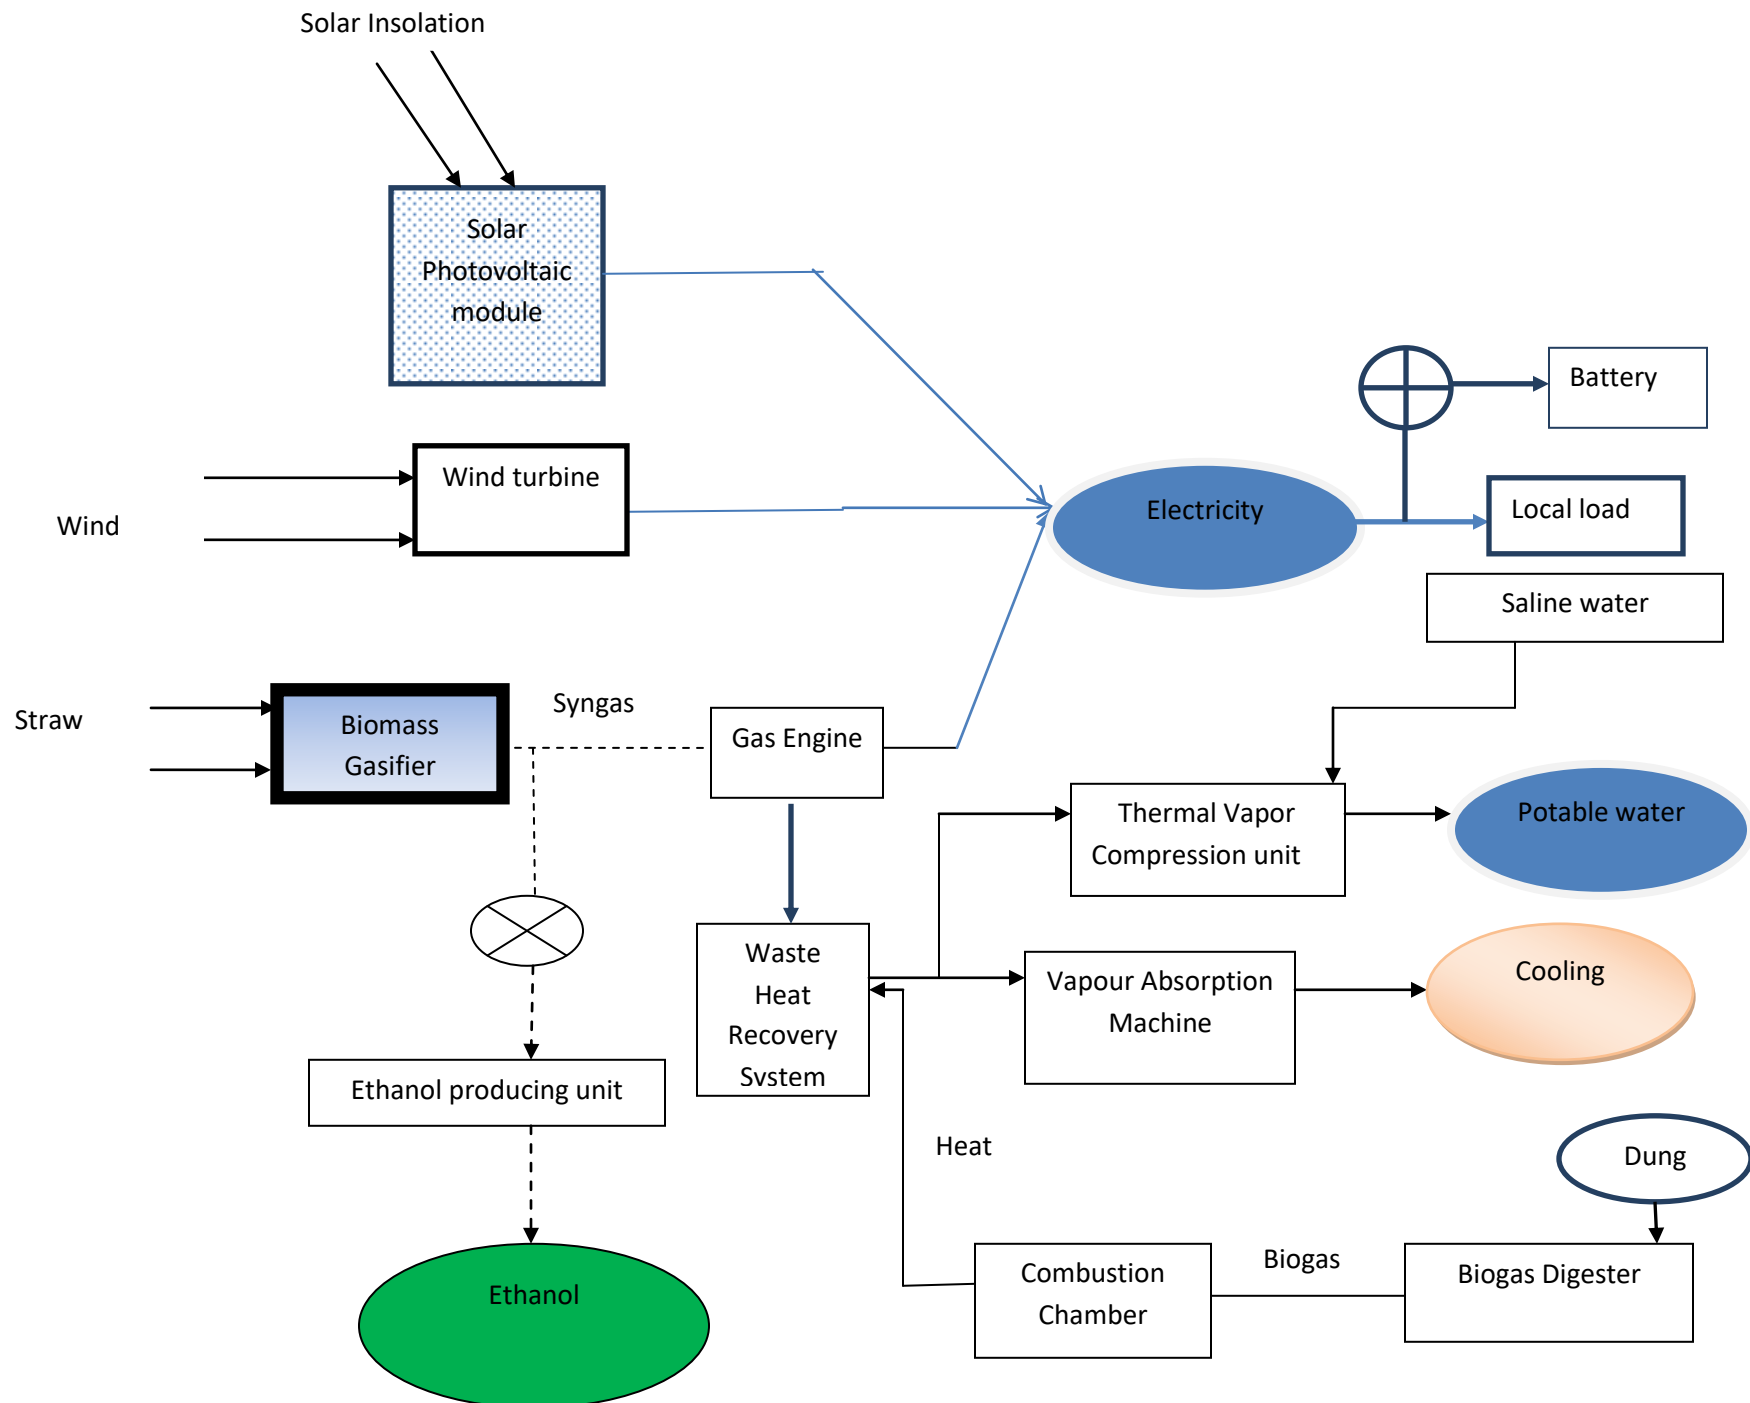 Solar Insolation
Solar
Photovoltaic
module
Battery
Wind turbine
Electricity
Local load
Wind
Saline water
Straw
Syngas
Biomass
Gasifier
Gas Engine
Thermal Vapor
Compression unit
Potable water
Waste
Heat
Recovery
System
Vapour Absorption
Machine
Cooling
Ethanol producing unit
Heat
Dung
Ethanol
Combustion
Chamber
Biogas
Biogas Digester